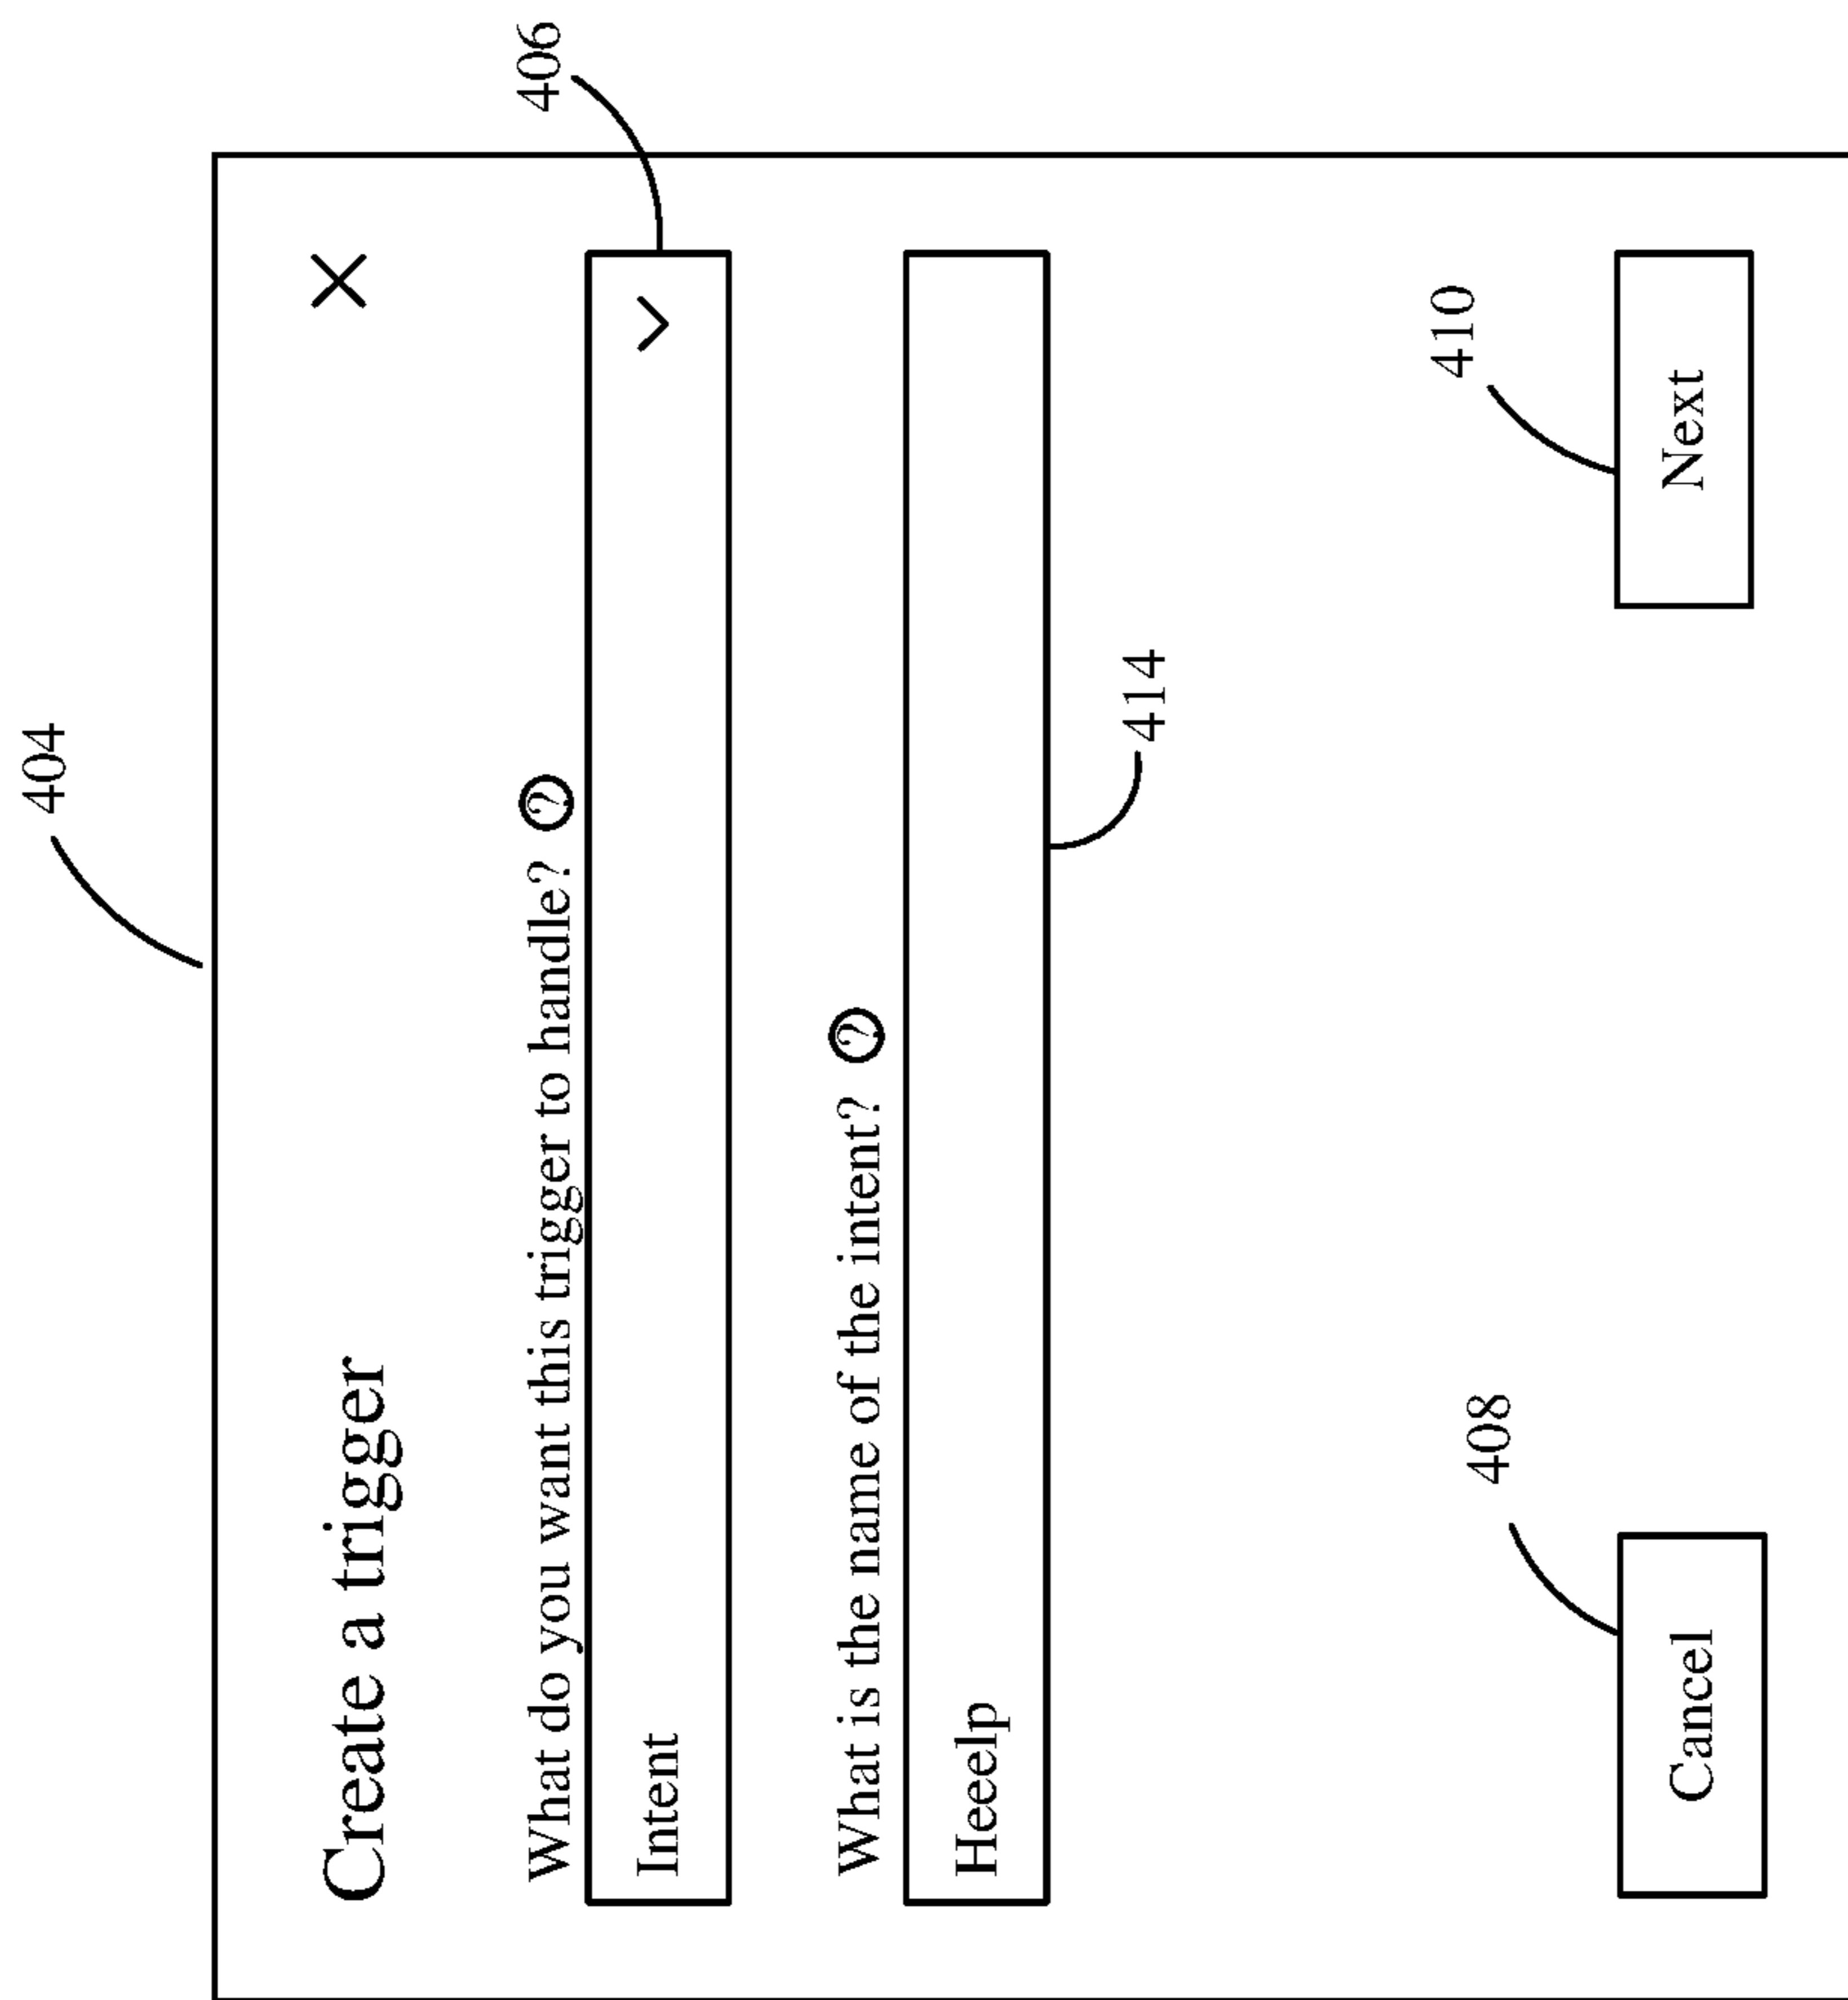 404
Create a trigger
406
What do you want this trigger to handle? ?
Intent
What is the name of the intent? ?
Heeelp
414
408
410
Cancel
Next